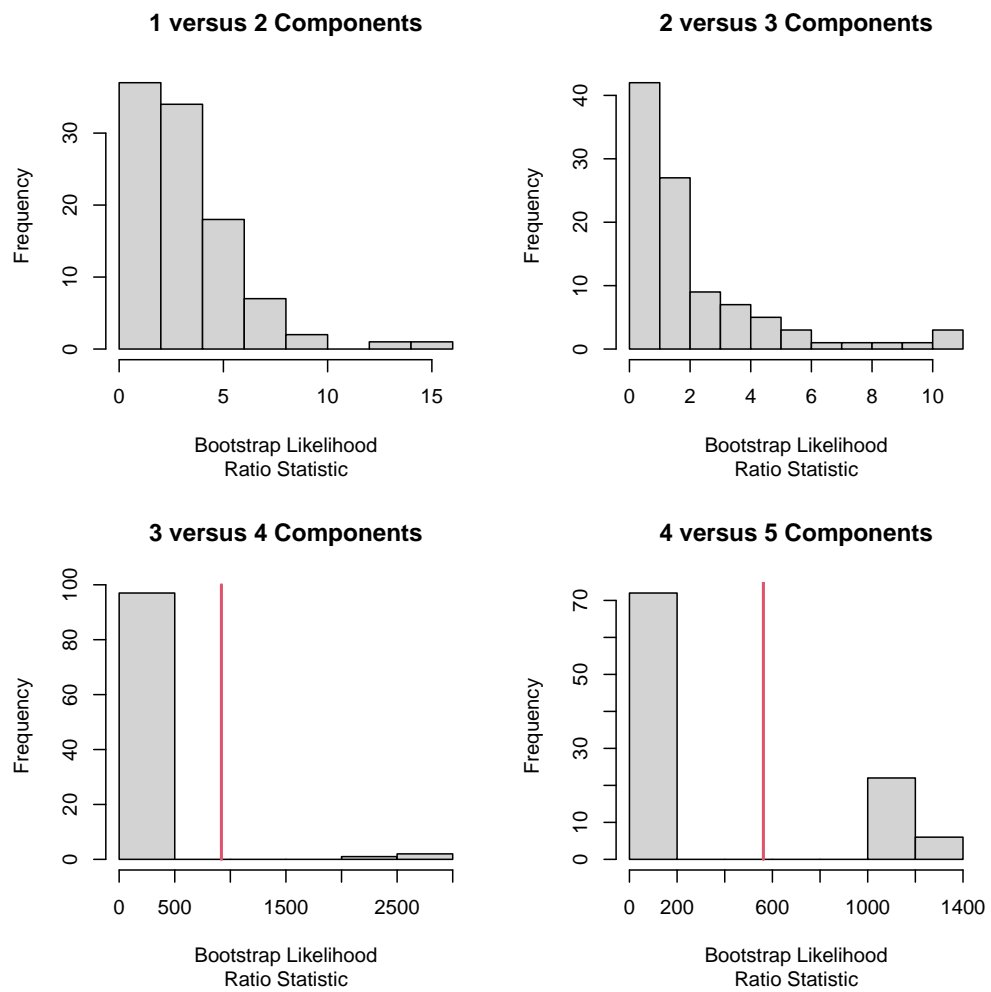 1 versus 2 Components
Frequency
0
10
20
30
0
5
10
15
Bootstrap Likelihood
Ratio Statistic
2 versus 3 Components
Frequency
0
10
20
30
40
0
2
4
6
8
10
Bootstrap Likelihood
Ratio Statistic
3 versus 4 Components
Frequency
0
20
40
60
80
100
0
500
1500
2500
Bootstrap Likelihood
Ratio Statistic
4 versus 5 Components
Frequency
0
10
30
50
70
0
200
600
1000
1400
Bootstrap Likelihood
Ratio Statistic